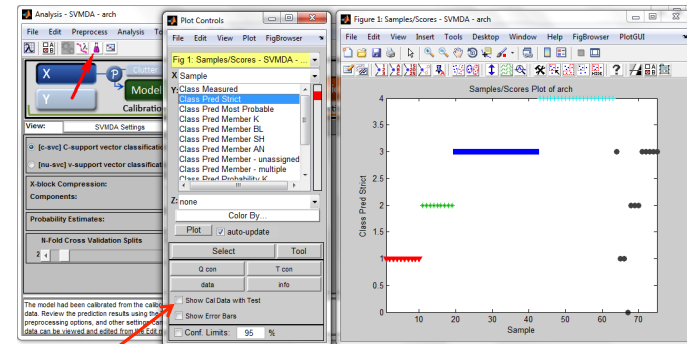 Analysis - SVMDA - arch
File Edit Preprocess Analysis
X
Y
P
Clutter
Model
Calibratio
View: SVMDA Settings
[c-svc] C-support vector classificati
[nu-svc] v-support vector classificat
X-block Compression:
Components:
Probability Estimates:
N-Fold Cross Validation Splits
2
The model had been calibrated from the calib
data. Review the prediction results using the
preprocessing options, and other settings can
data can be viewed and edited from the Edit m
Plot Controls
File Edit View Plot FigBrowser
Fig 1: Samples/Scores - SVMDA - ...
X: Sample
Y: Class Measured
Class Pred Strict
Class Pred Most Probable
Class Pred Member K
Class Pred Member BL
Class Pred Member SH
Class Pred Member AN
Class Pred Member - unassigned
Class Pred Member - multiple
Class Pred Probability K
Z: none
Color By...
Plot auto-update
Select Tool
Q con T con
data info
Show Cal Data with Test
Show Error Bars
Conf. Limits: 95 %
Figure 1: Samples/Scores - SVMDA - arch
File Edit View Insert Tools Desktop Window Help FigBrowser PlotGUI
Samples/Scores Plot of arch
Class Pred Strict
4
3.5
3
2.5
2
1.5
1
0.5
0
10 20 30 40 50 60 70
Sample